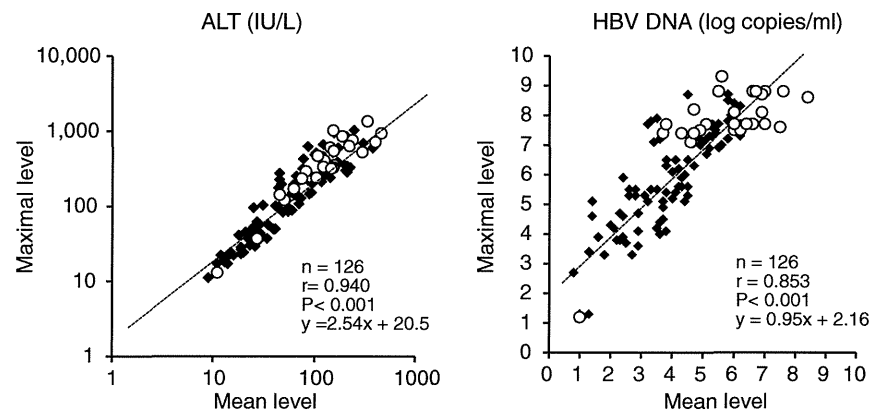 ALT (IU/L)
Maximal level
10,000
1,000
100
10
1
n = 126
r= 0.940
P< 0.001
y =2.54x + 20.5
1 10 100 1000
Mean level
HBV DNA (log copies/ml)
Maximal level
10
9
8
7
6
5
4
3
2
1
0
n = 126
r = 0.853
P< 0.001
y = 0.95x + 2.16
0 1 2 3 4 5 6 7 8 9 10
Mean level